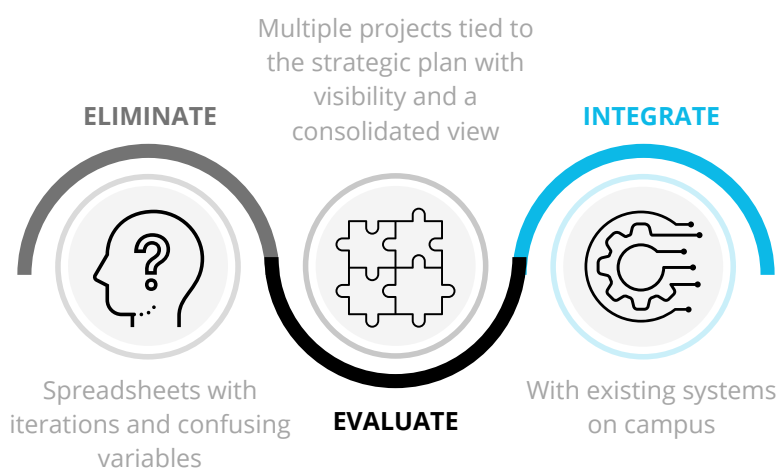 ELIMINATE
Spreadsheets with
iterations and confusing
variables
Multiple projects tied to
the strategic plan with
visibility and a
consolidated view
EVALUATE
INTEGRATE
With existing systems
on campus